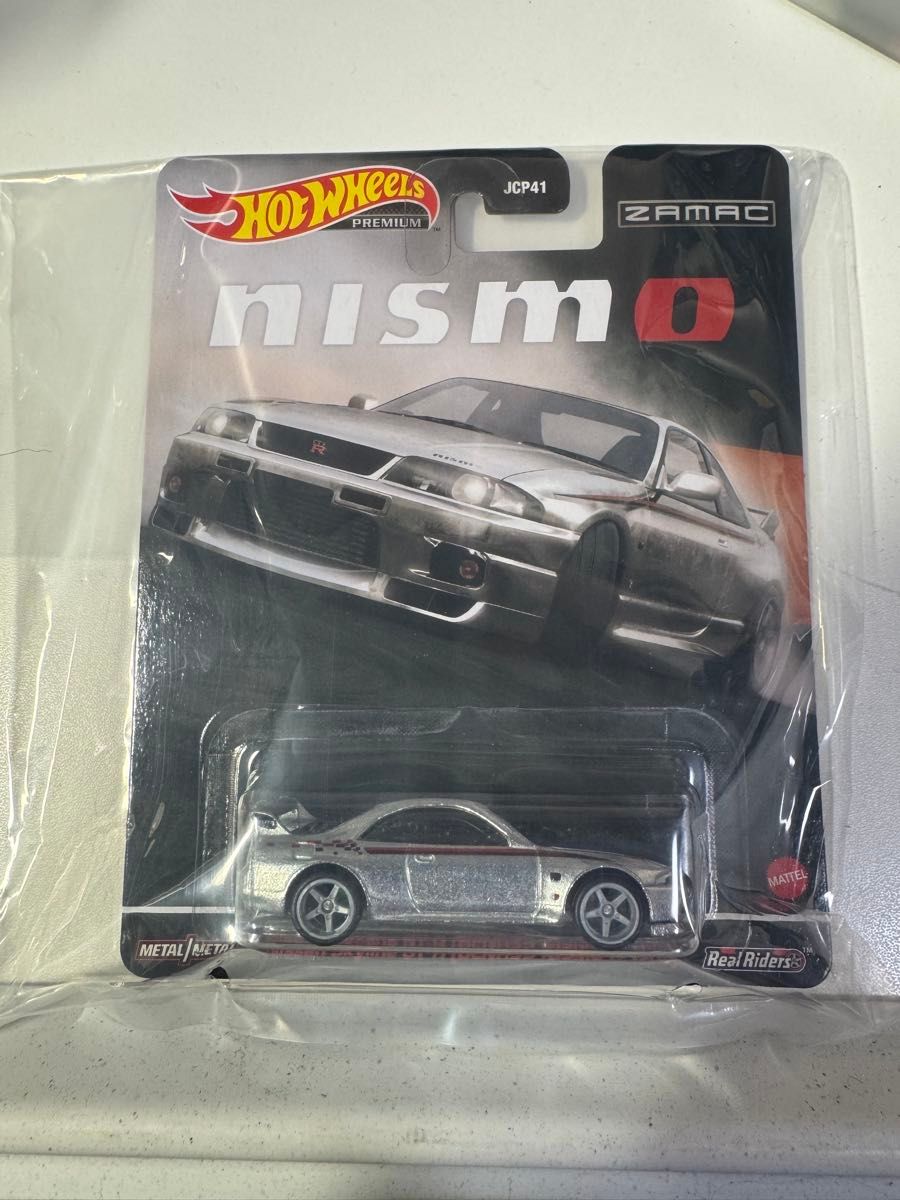 HOT WHEELS
PREMIUM
JCP41
ZAMAC
nismo
R
nismo
MATTEL
METAL/METAL
Real Riders